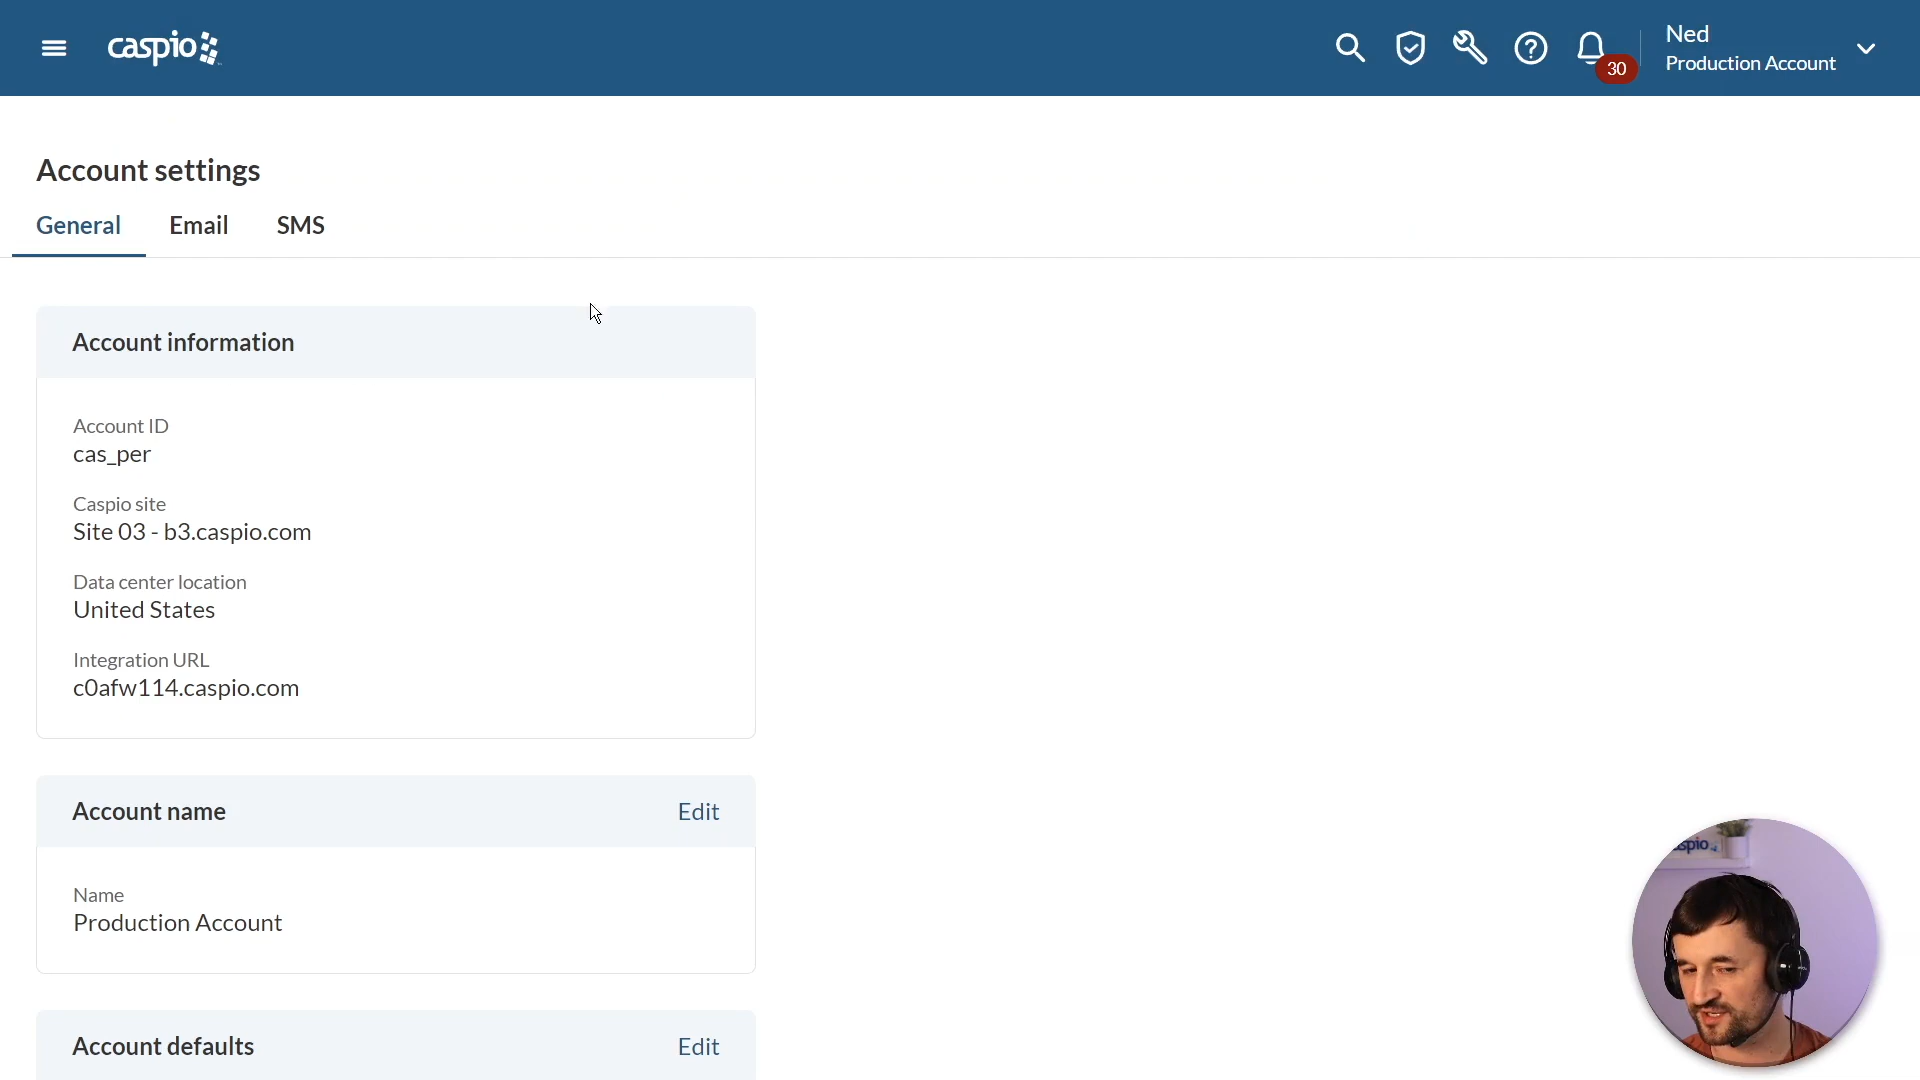 caspio
30
Ned
Production Account
Account settings
General Email SMS
Account information
Account ID
cas_per
Caspio site
Site 03 - b3.caspio.com
Data center location
United States
Integration URL
c0afw114.caspio.com
Account name Edit
Name
Production Account
Account defaults Edit
spio